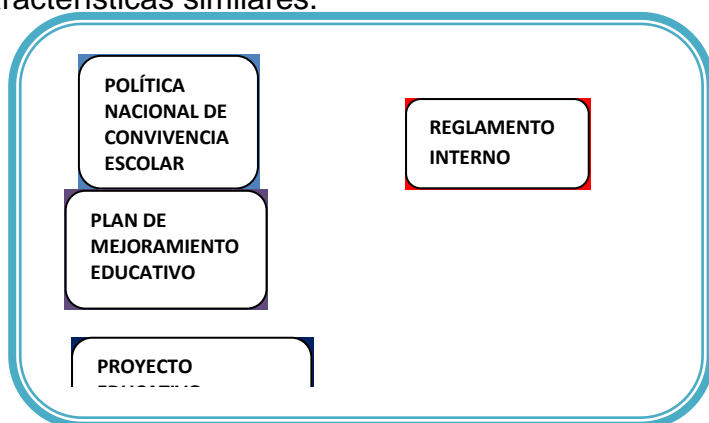 racterísticas similares.
POLÍTICA
NACIONAL DE
CONVIVENCIA
ESCOLAR
REGLAMENTO
INTERNO
PLAN DE
MEJORAMIENTO
EDUCATIVO
PROYECTO